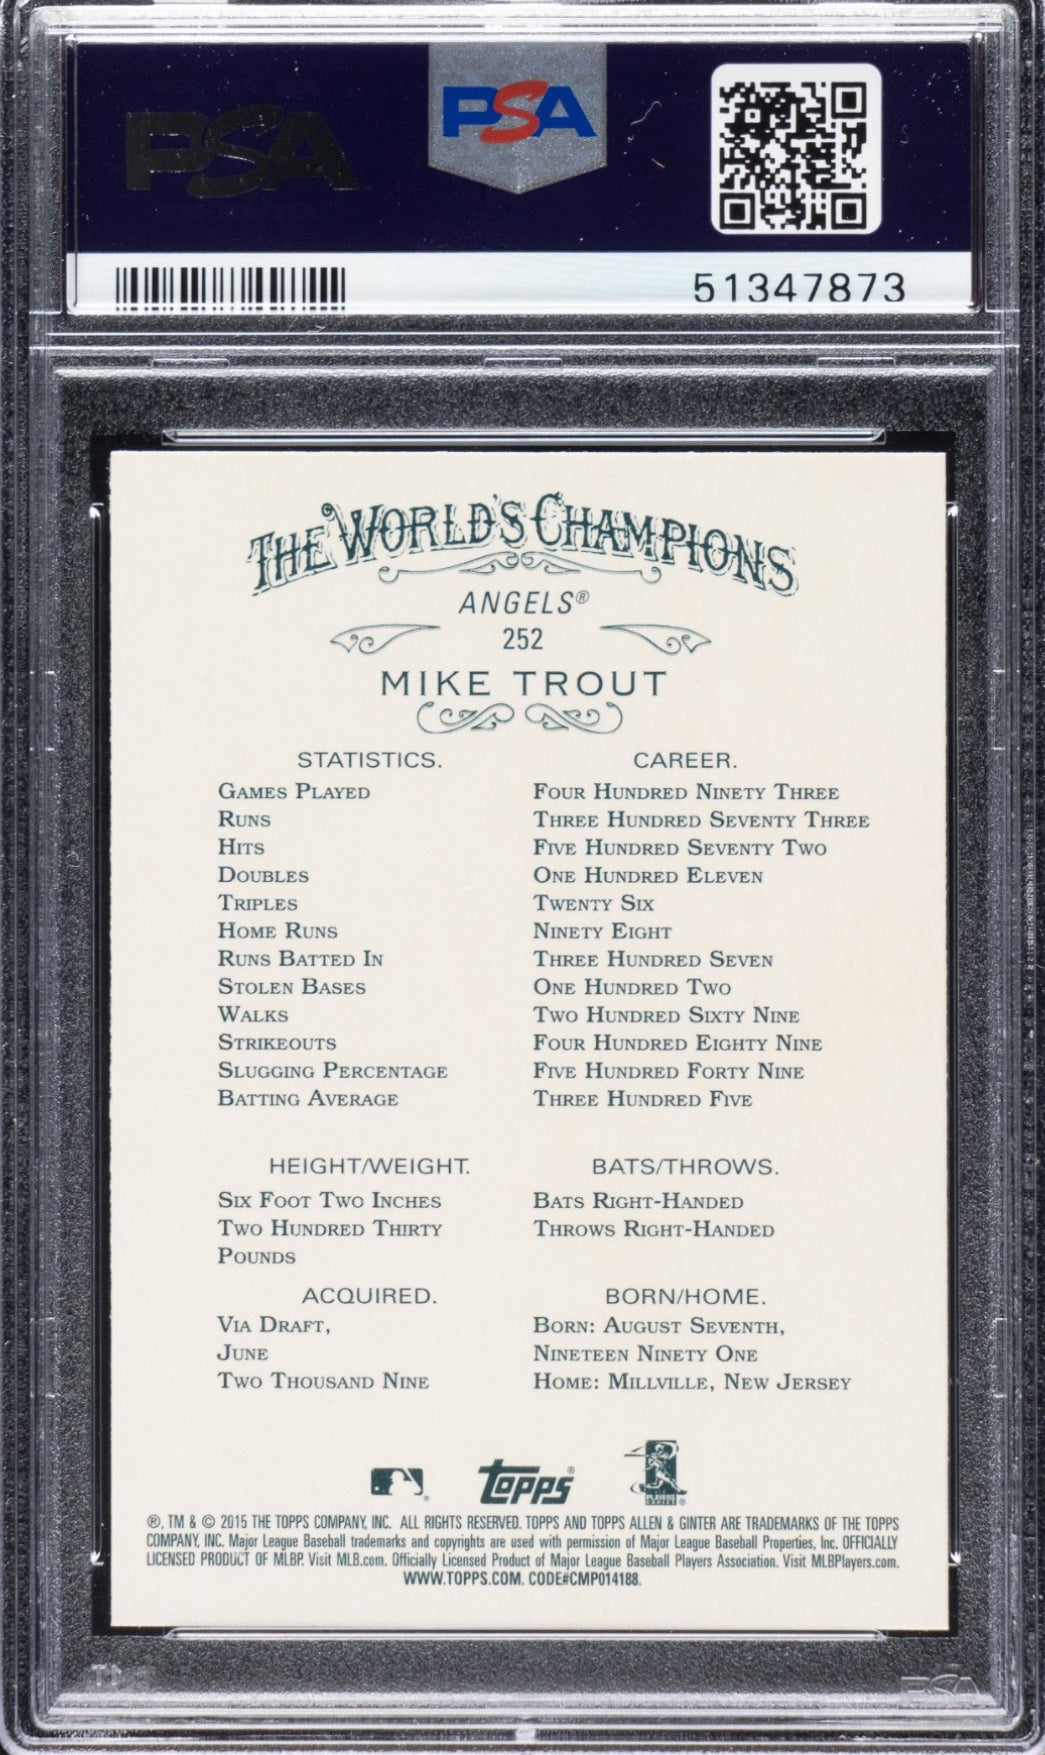 PSA
PSA
51347873
THE WORLD'S CHAMPIONS
ANGELS®
252
MIKE TROUT
STATISTICS. CAREER.
GAMES PLAYED FOUR HUNDRED NINETY THREE
RUNS THREE HUNDRED SEVENTY THREE
HITS FIVE HUNDRED SEVENTY TWO
DOUBLES ONE HUNDRED ELEVEN
TRIPLES TWENTY SIX
HOME RUNS NINETY EIGHT
RUNS BATTED IN THREE HUNDRED SEVEN
STOLEN BASES ONE HUNDRED TWO
WALKS TWO HUNDRED SIXTY NINE
STRIKEOUTS FOUR HUNDRED EIGHTY NINE
SLUGGING PERCENTAGE FIVE HUNDRED FORTY NINE
BATTING AVERAGE THREE HUNDRED FIVE
HEIGHT/WEIGHT. BATS/THROWS.
SIX FOOT TWO INCHES BATS RIGHT-HANDED
TWO HUNDRED THIRTY THROWS RIGHT-HANDED
POUNDS
ACQUIRED. BORN/HOME.
VIA DRAFT, BORN: AUGUST SEVENTH,
JUNE NINETEEN NINETY ONE
TWO THOUSAND NINE HOME: MILLVILLE, NEW JERSEY
topps®
PLAYERS
CHOICE
®, TM & © 2015 THE TOPPS COMPANY, INC. ALL RIGHTS RESERVED. TOPPS AND TOPPS ALLEN & GINTER ARE TRADEMARKS OF THE TOPPS
COMPANY, INC. Major League Baseball trademarks and copyrights are used with permission of Major League Baseball Properties, Inc. OFFICIALLY
LICENSED PRODUCT OF MLBP. Visit MLB.com. Officially Licensed Product of Major League Baseball Players Association. Visit MLBPlayers.com.
WWW.TOPPS.COM. CODE#CMP014188.
PSA